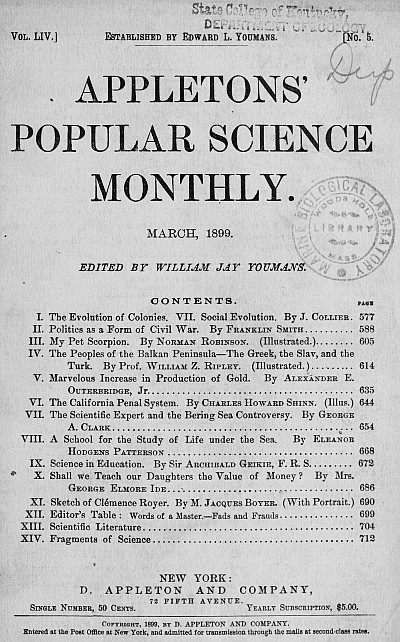 State College of Kentucky,
DEPARTMENT OF GEOLOGY
VOL. LIV.] ESTABLISHED BY EDWARD L. YOUMANS. [NO. 5.
Dup
APPLETONS'
POPULAR SCIENCE
MONTHLY.
MARCH, 1899.
MARINE BIOLOGICAL LABORATORY
WOODS HOLE
LIBRARY
MASS.
EDITED BY WILLIAM JAY YOUMANS.
CONTENTS.
PAGE
I. The Evolution of Colonies. VII. Social Evolution. By J. COLLIER. 577
II. Politics as a Form of Civil War. By FRANKLIN SMITH.......... 588
III. My Pet Scorpion. By NORMAN ROBINSON. (Illustrated.)...... 605
IV. The Peoples of the Balkan Peninsula—The Greek, the Slav, and the
Turk. By Prof. WILLIAM Z. RIPLEY. (Illustrated.).......... 614
V. Marvelous Increase in Production of Gold. By ALEXANDER E.
OUTERBRIDGE, Jr........................................ 635
VI. The California Penal System. By CHARLES HOWARD SHINN. (Illus.) 644
VII. The Scientific Expert and the Bering Sea Controversy. By GEORGE
A. CLARK............................................... 654
VIII. A School for the Study of Life under the Sea. By ELEANOR
HODGENS PATTERSON..................................... 668
IX. Science in Education. By Sir ARCHIBALD GEIKIE, F. R. S......... 672
X. Shall we Teach our Daughters the Value of Money? By Mrs.
GEORGE ELMORE IDE..................................... 686
XI. Sketch of Clémence Royer. By M. JACQUES BOYER. (With Portrait.) 690
XII. Editor's Table: Words of a Master.—Fads and Frauds.............. 699
XIII. Scientific Literature........................................ 704
XIV. Fragments of Science........................................ 712
NEW YORK:
D. APPLETON AND COMPANY,
72 FIFTH AVENUE.
SINGLE NUMBER, 50 CENTS. YEARLY SUBSCRIPTION, $5.00.
COPYRIGHT, 1899, BY D. APPLETON AND COMPANY.
Entered at the Post Office at New York, and admitted for transmission through the mails at second-class rates.